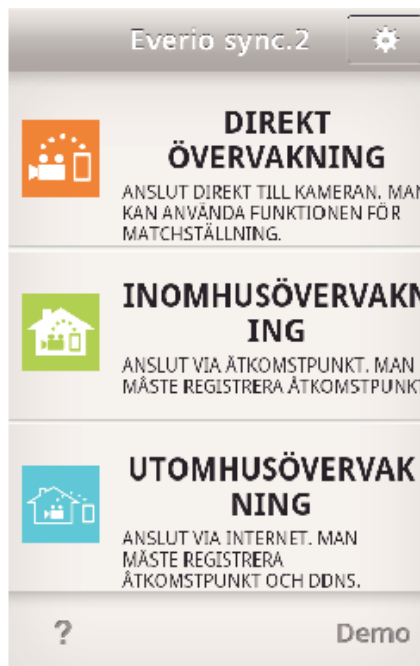 Everio sync.2
DIREKT
ÖVERVAKNING
ANSLUT DIREKT TILL KAMERAN. MAN
KAN ANVÄNDA FUNKTIONEN FÖR
MATCHSTÄLLNING.
INOMHUSÖVERVAKN
ING
ANSLUT VIA ÅTKOMSTPUNKT. MAN
MÅSTE REGISTRERA ÅTKOMSTPUNKT
UTOMHUSÖVERVAK
NING
ANSLUT VIA INTERNET. MAN
MÅSTE REGISTRERA
ÅTKOMSTPUNKT OCH DDNS.
?
Demo